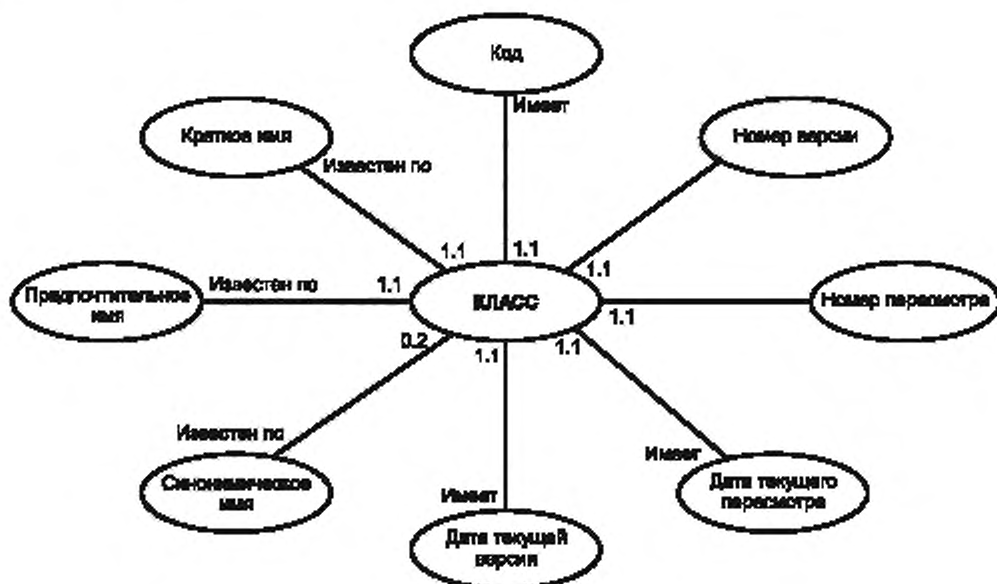 Код
Имеет
Краткое имя
Номер версии
Известен по
1.1
1.1
1.1
Предпочтительное
имя
Известен по
1.1
КЛАСС
1.1
Номер пересмотра
0.2
1.1
1.1
Известен по
Имеет
Синонимическое
имя
Дата текущего
пересмотра
Имеет
Дата текущей
версии